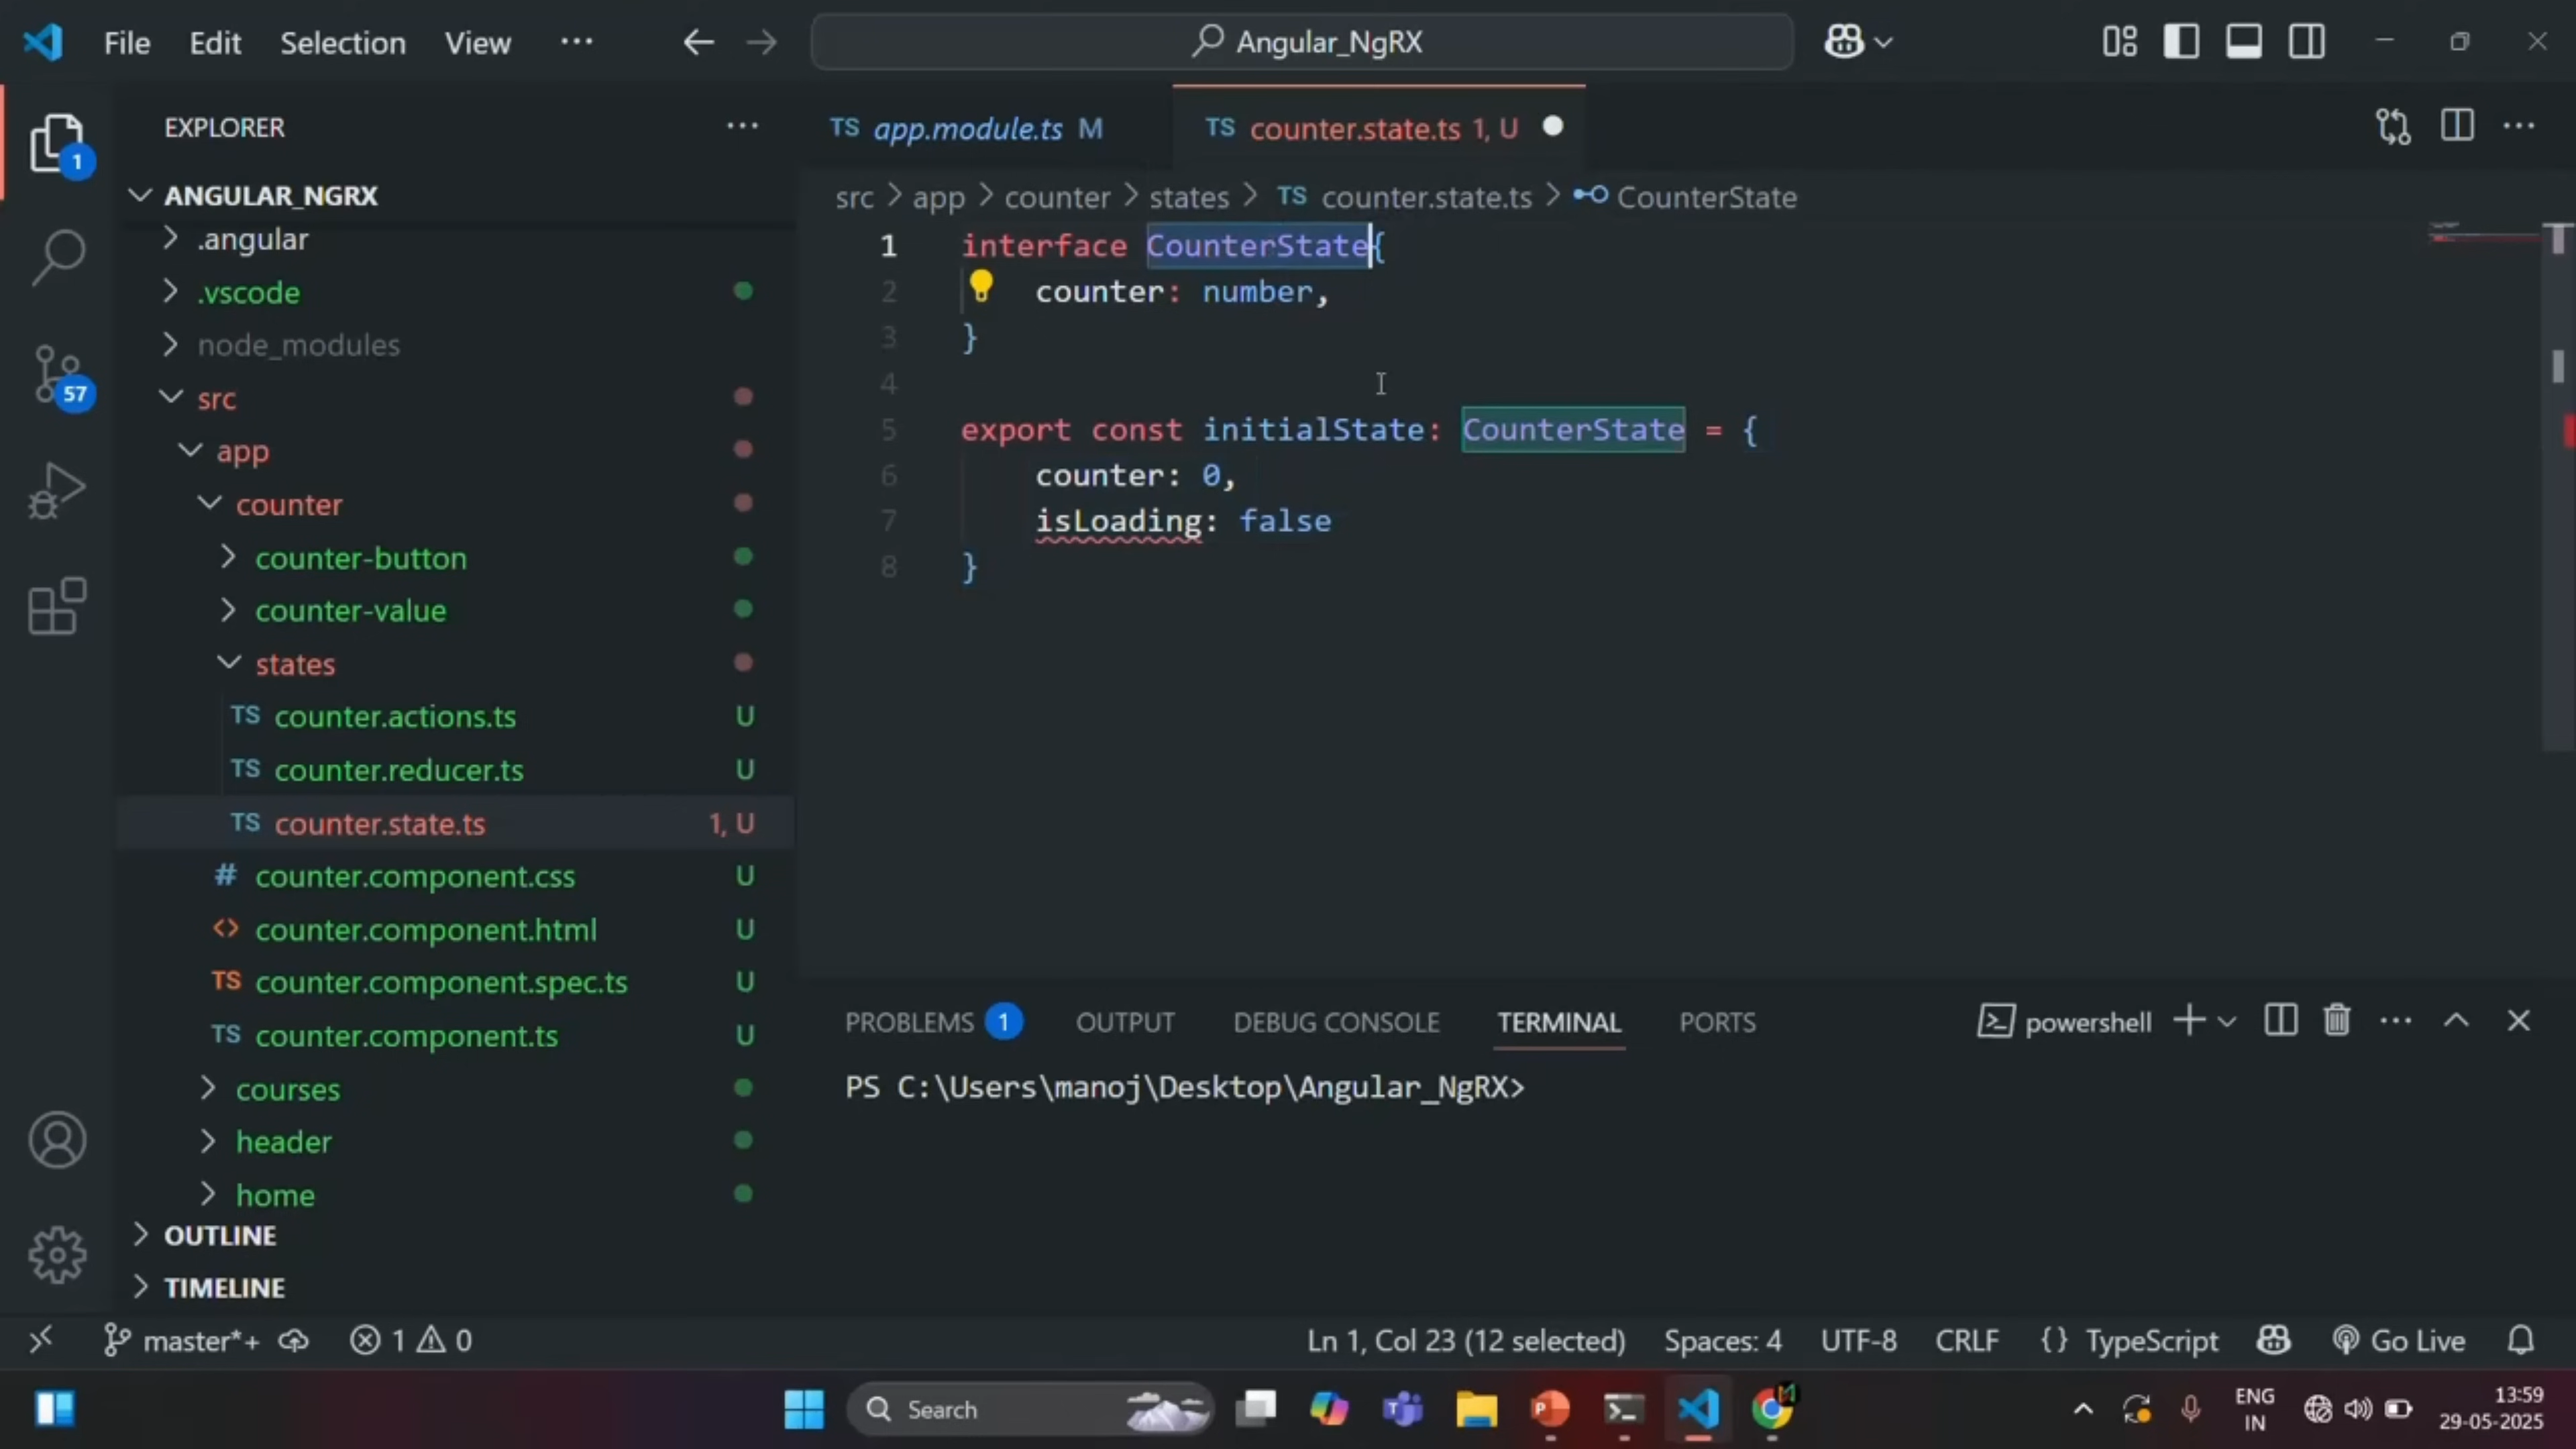 File Edit Selection View ··· Angular_NgRX
EXPLORER ···
1
57
ANGULAR_NGRX
.angular
.vscode
node_modules
src
app
counter
counter-button
counter-value
states
TS counter.actions.ts U
TS counter.reducer.ts U
TS counter.state.ts 1, U
# counter.component.css U
<> counter.component.html U
TS counter.component.spec.ts U
TS counter.component.ts U
courses
header
home
OUTLINE
TIMELINE
TS app.module.ts M TS counter.state.ts 1, U
src > app > counter > states > TS counter.state.ts > CounterState
1 interface CounterState{
2 counter: number,
3 }
4
5 export const initialState: CounterState = {
6 counter: 0,
7 isLoading: false
8 }
PROBLEMS 1 OUTPUT DEBUG CONSOLE TERMINAL PORTS powershell
PS C:\Users\manoj\Desktop\Angular_NgRX>
master*+ 1 0 Ln 1, Col 23 (12 selected) Spaces: 4 UTF-8 CRLF {} TypeScript Go Live
Search ENG 13:59
IN 29-05-2025